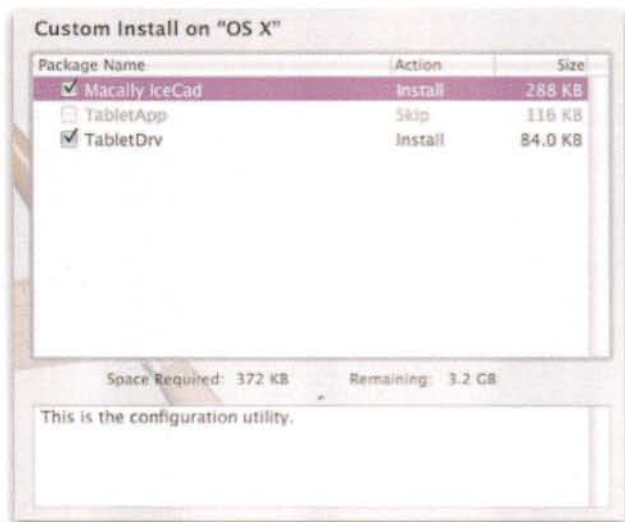 Custom Install on "OS X"
Package Name Action Size
Macally IceCad Install 288 KB
TabletApp Skip 116 KB
TabletDrv Install 84.0 KB
Space Required: 372 KB Remaining: 3.2 GB
This is the configuration utility.